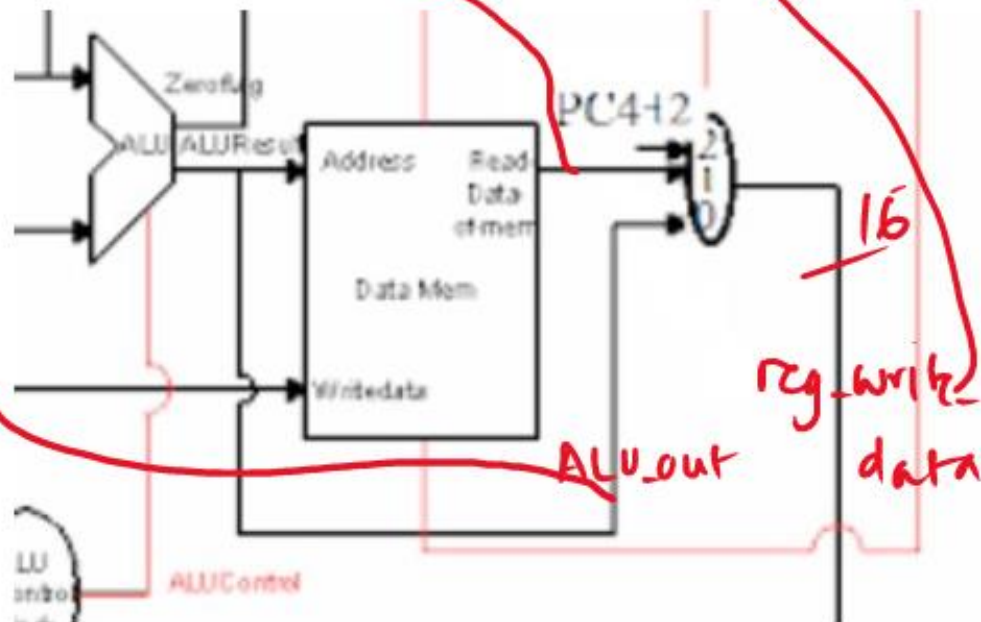 Zeroflag
PC4+2
ALU ALUResult
Address
Read
Data-
of-mem
2
1
0
16
Data Mem
Writedata
reg_write_
data
ALU_out
ALUControl